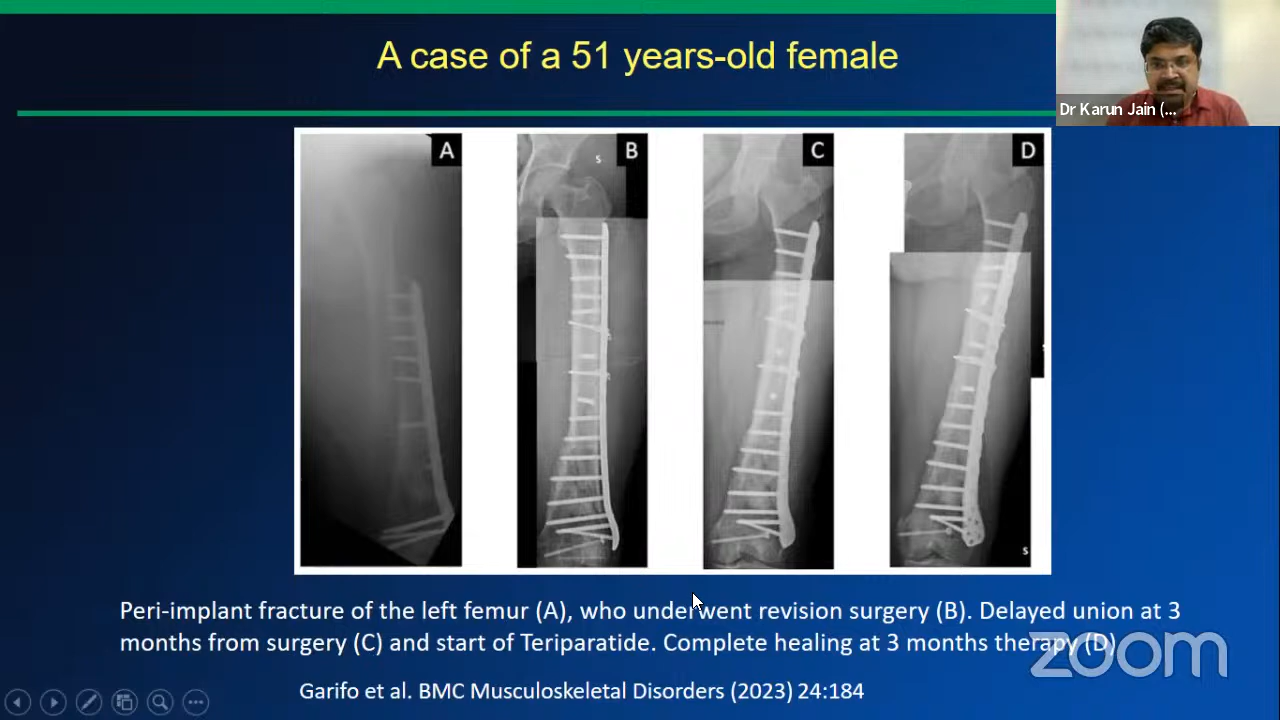 A case of a 51 years-old female
Dr Karun Jain (...
A
B
C
D
S
S
Peri-implant fracture of the left femur (A), who underwent revision surgery (B). Delayed union at 3
months from surgery (C) and start of Teriparatide. Complete healing at 3 months therapy (D)
zoom
Garifo et al. BMC Musculoskeletal Disorders (2023) 24:184